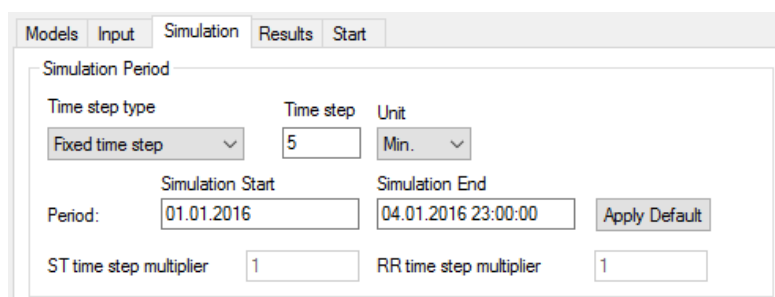 Models Input Simulation Results Start
Simulation Period
Time step type Time step Unit
Fixed time step 5 Min.
Simulation Start Simulation End
Period: 01.01.2016 04.01.2016 23:00:00 Apply Default
ST time step multiplier 1 RR time step multiplier 1